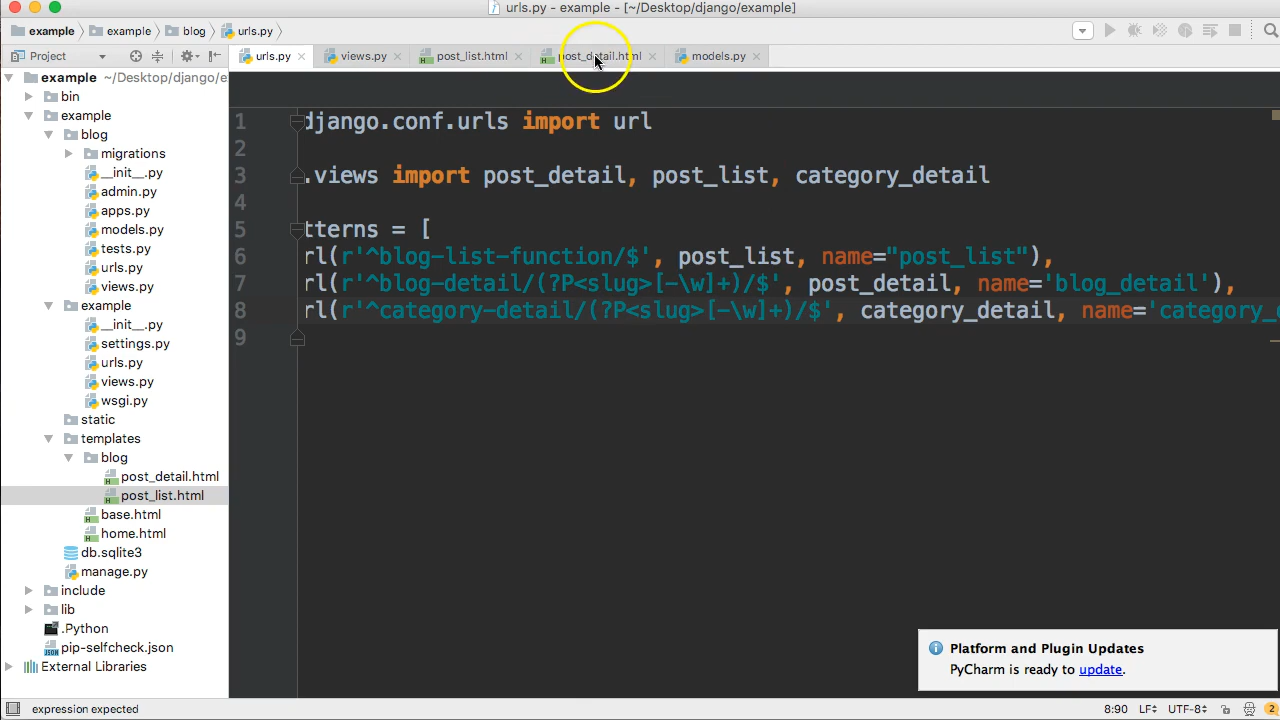 urls.py - example - [~/Desktop/django/example]
example example blog urls.py
Project urls.py views.py post_list.html post_detail.html models.py
example ~/Desktop/django/e
bin
example
blog
migrations
__init__.py
admin.py
apps.py
models.py
tests.py
urls.py
views.py
example
__init__.py
settings.py
urls.py
views.py
wsgi.py
static
templates
blog
post_detail.html
post_list.html
base.html
home.html
db.sqlite3
manage.py
include
lib
.Python
pip-selfcheck.json
External Libraries
1 django.conf.urls import url
2
3 .views import post_detail, post_list, category_detail
4
5 tterns = [
6 rl(r'^blog-list-function/$', post_list, name="post_list"),
7 rl(r'^blog-detail/(?P<slug>[-\w]+)/$', post_detail, name='blog_detail'),
8 rl(r'^category-detail/(?P<slug>[-\w]+)/$', category_detail, name='category_
9
Platform and Plugin Updates
PyCharm is ready to update.
expression expected 8:90 LF UTF-8 2